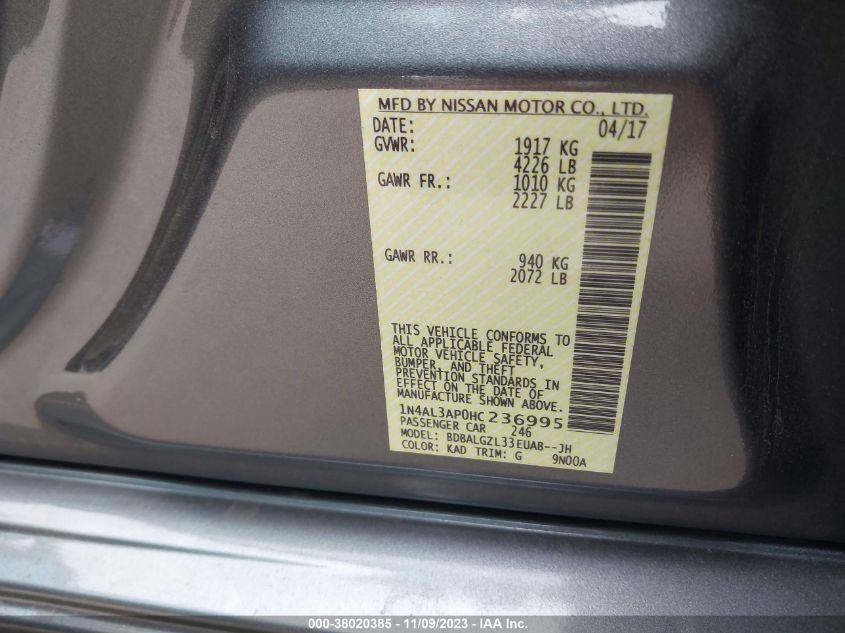 MFD BY NISSAN MOTOR CO., LTD.
DATE: 04/17
GVWR: 1917 KG
4226 LB
GAWR FR.: 1010 KG
2227 LB
GAWR RR.: 940 KG
2072 LB
THIS VEHICLE CONFORMS TO
ALL APPLICABLE FEDERAL
MOTOR VEHICLE SAFETY,
BUMPER, AND THEFT
PREVENTION STANDARDS IN
EFFECT ON THE DATE OF
MANUFACTURE SHOWN ABOVE.
1N4AL3AP0HC236995
PASSENGER CAR 246
MODEL: BDBALGZL33EUAB--JH
COLOR: KAD TRIM: G 9N00A
000-38020385 - 11/09/2023 - IAA Inc.